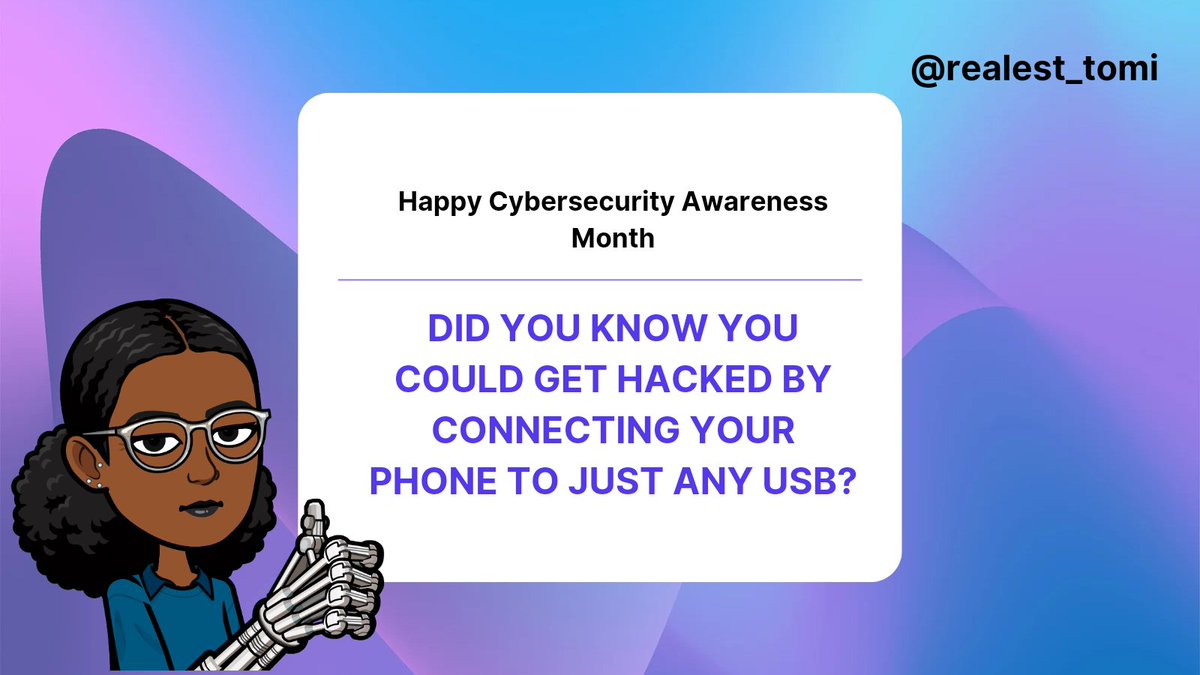 @realest_tomi
Happy Cybersecurity Awareness
Month
DID YOU KNOW YOU
COULD GET HACKED BY
CONNECTING YOUR
PHONE TO JUST ANY USB?